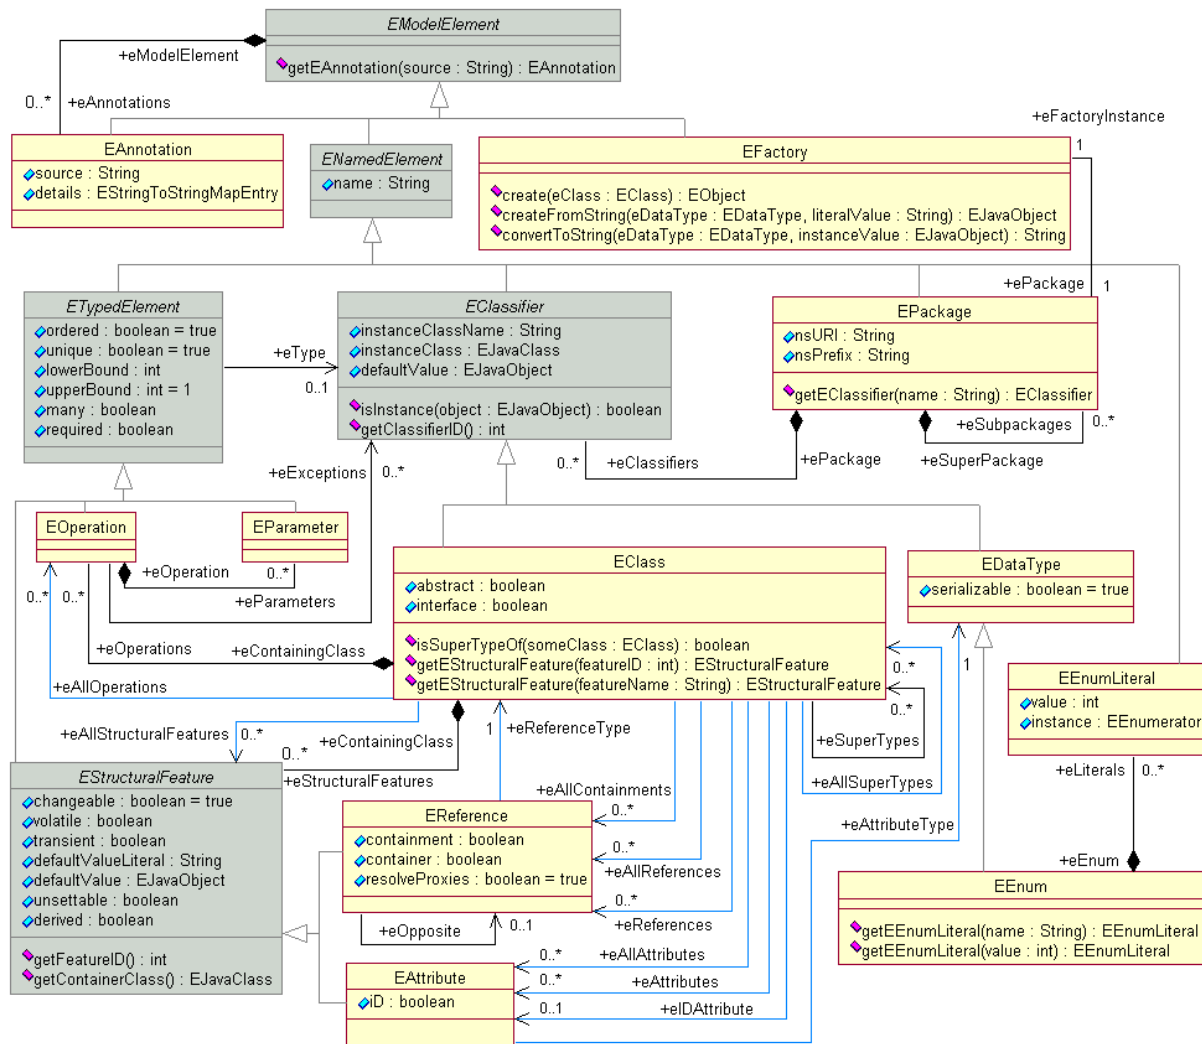 EModelElement
getEAnnotation(source : String) : EAnnotation
+eModelElement
0..*
+eAnnotations
+eFactoryInstance
1
EAnnotation
source : String
details : EStringToStringMapEntry
ENamedElement
name : String
EFactory
create(eClass : EClass) : EObject
createFromString(eDataType : EDataType, literalValue : String) : EJavaObject
convertToString(eDataType : EDataType, instanceValue : EJavaObject) : String
+ePackage
1
ETypedElement
ordered : boolean = true
unique : boolean = true
lowerBound : int
upperBound : int = 1
many : boolean
required : boolean
+eType
0..1
EClassifier
instanceClassName : String
instanceClass : EJavaClass
defaultValue : EJavaObject
isInstance(object : EJavaObject) : boolean
getClassifierID() : int
EPackage
nsURI : String
nsPrefix : String
getEClassifier(name : String) : EClassifier
+eSubpackages
0..*
+eSuperPackage
+eExceptions
0..*
0..*
+eClassifiers
+ePackage
EOperation
EParameter
+eOperation
0..*
+eParameters
0..*
0..*
+eOperations
+eContainingClass
+eAllOperations
EClass
abstract : boolean
interface : boolean
isSuperTypeOf(someClass : EClass) : boolean
getEStructuralFeature(featureID : int) : EStructuralFeature
getEStructuralFeature(featureName : String) : EStructuralFeature
EDataType
serializable : boolean = true
0..*
1
0..*
EEnumLiteral
value : int
instance : EEnumerator
+eAllStructuralFeatures
0..*
+eContainingClass
0..*
+eStructuralFeatures
1
+eReferenceType
+eSuperTypes
+eAllSuperTypes
+eLiterals
0..*
EStructuralFeature
changeable : boolean = true
volatile : boolean
transient : boolean
defaultValueLiteral : String
defaultValue : EJavaObject
unsettable : boolean
derived : boolean
getFeatureID() : int
getContainerClass() : EJavaClass
+eAllContainments
0..*
EReference
containment : boolean
container : boolean
resolveProxies : boolean = true
0..*
+eAllReferences
0..*
+eReferences
+eOpposite
0..1
+eAttributeType
+eEnum
EEnum
getEEnumLiteral(name : String) : EEnumLiteral
getEEnumLiteral(value : int) : EEnumLiteral
EAttribute
iD : boolean
0..*
+eAllAttributes
0..*
+eAttributes
0..1
+eIDAttribute